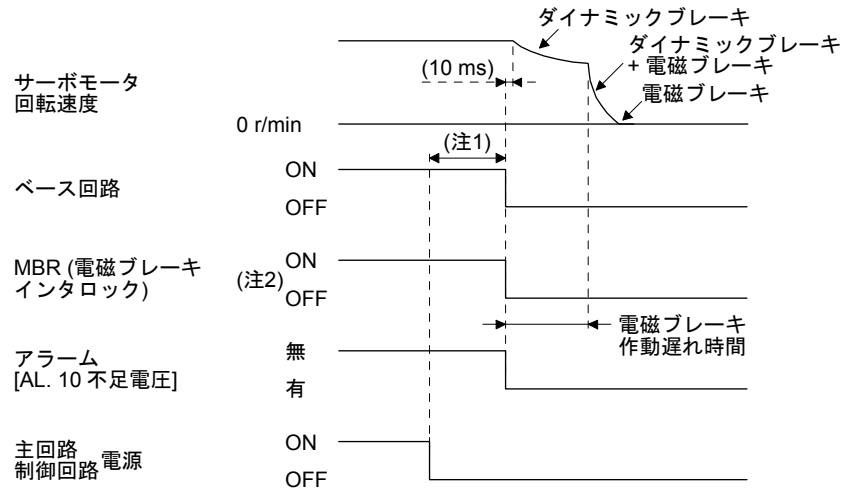 ダイナミックブレーキ
ダイナミックブレーキ
+ 電磁ブレーキ
電磁ブレーキ
(10 ms)
サーボモータ
回転速度
0 r/min
(注1)
ベース回路
ON
OFF
MBR (電磁ブレーキ
インタロック)
(注2)
ON
OFF
電磁ブレーキ
作動遅れ時間
アラーム
[AL. 10 不足電圧]
無
有
主回路
制御回路
電源
ON
OFF